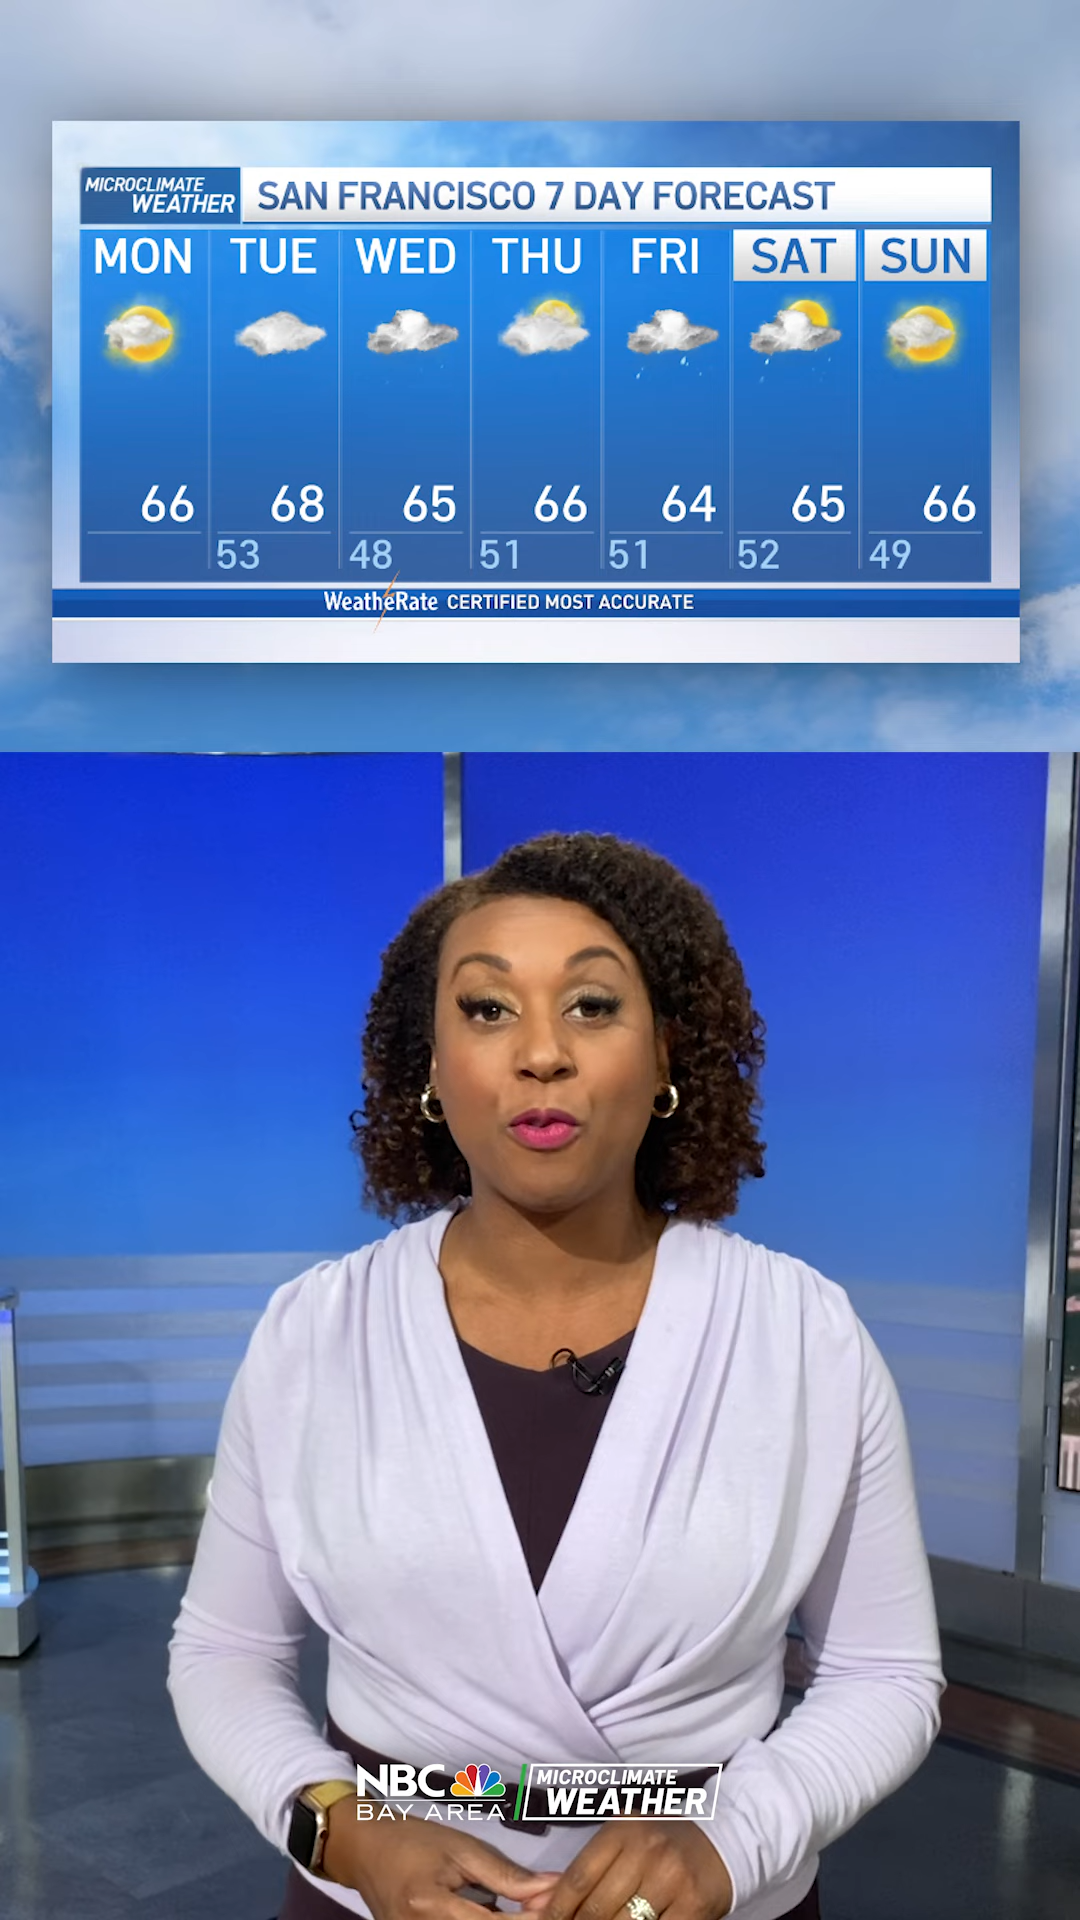 MICROCLIMATE
WEATHER
SAN FRANCISCO 7 DAY FORECAST
MON TUE WED THU FRI SAT SUN
66 68 65 66 64 65 66
53 48 51 51 52 49
WeatheRate CERTIFIED MOST ACCURATE
NBC
BAY AREA
MICROCLIMATE
WEATHER